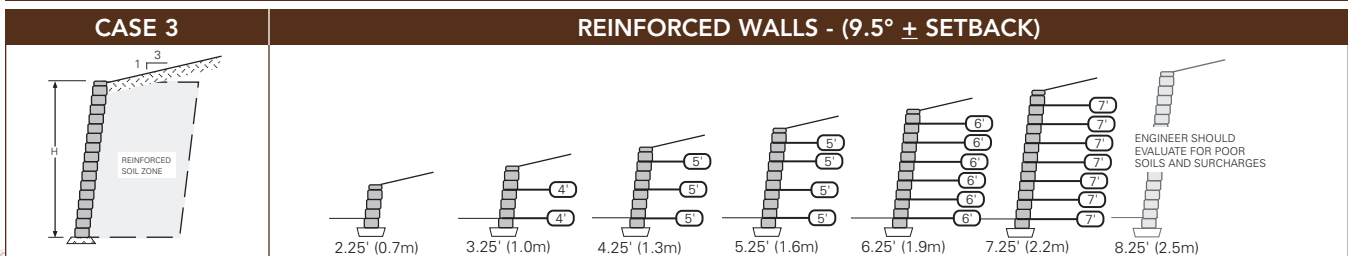 CASE 3
REINFORCED WALLS - (9.5° ± SETBACK)
1
3
H
REINFORCED
SOIL ZONE
2.25' (0.7m)
4'
4'
3.25' (1.0m)
5'
5'
5'
4.25' (1.3m)
5'
5'
5'
5'
5.25' (1.6m)
6'
6'
6'
6'
6'
6'
6.25' (1.9m)
7'
7'
7'
7'
7'
7'
7'
7.25' (2.2m)
ENGINEER SHOULD
EVALUATE FOR POOR
SOILS AND SURCHARGES
8.25' (2.5m)